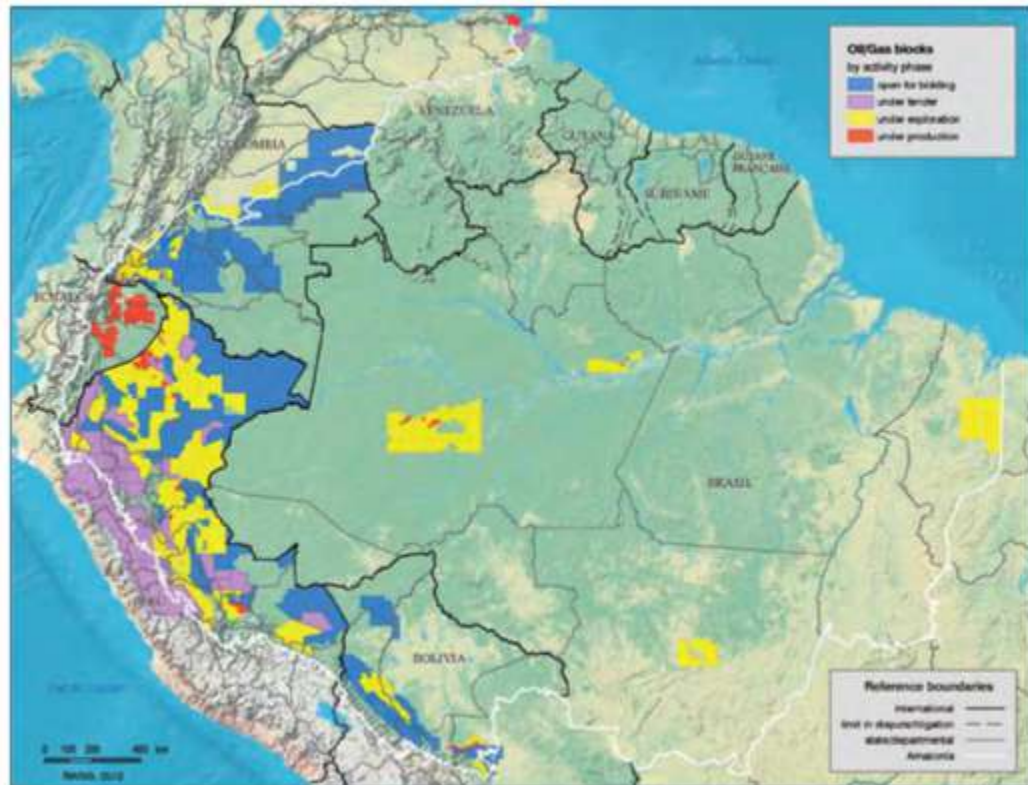 Oil/Gas blocks
by activity phase
open for bidding
under tender
under exploration
under production
VENEZUELA
GUYANA
SURINAME
GUYANE
FRANÇAISE
ECUADOR
BRASIL
BOLIVIA
Reference boundaries
international
limit in dispute/litigation
state/departmental
Amazonia
0 100 200 400 km